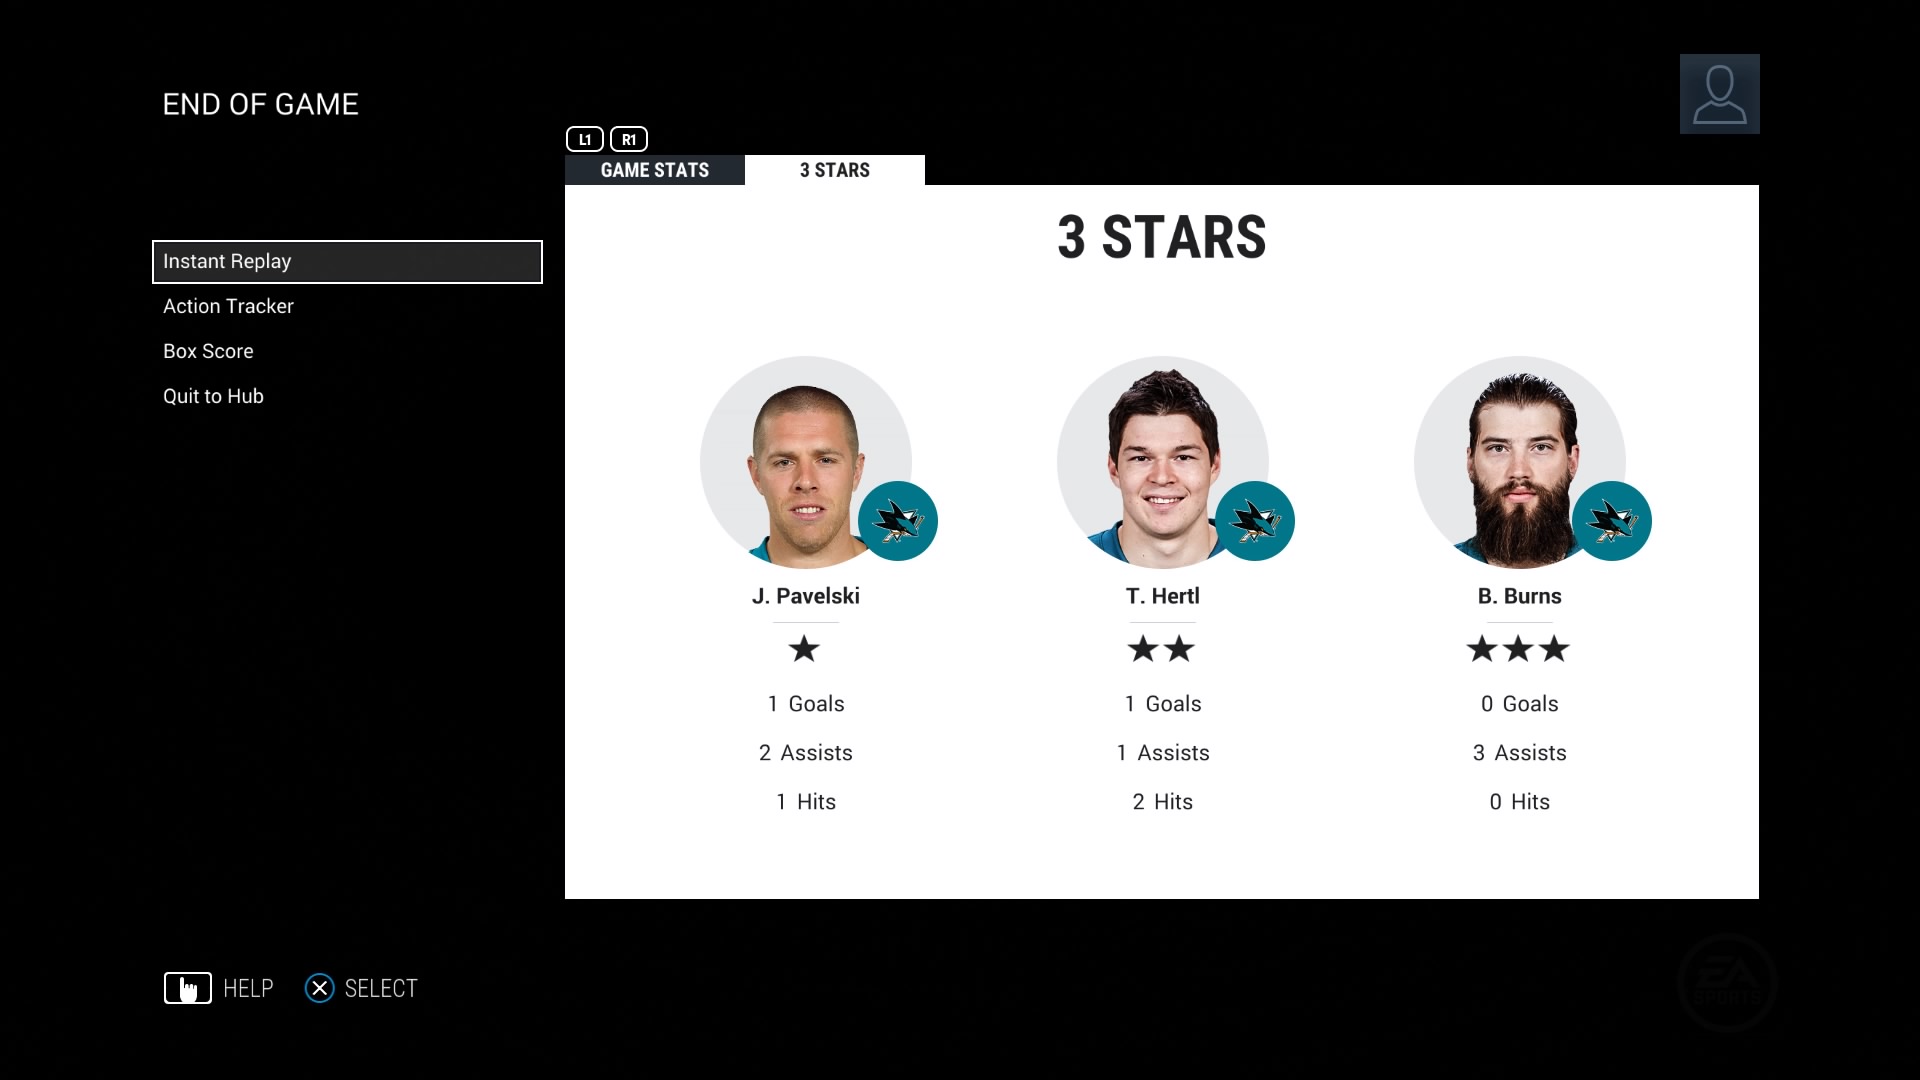 END OF GAME
L1 R1
GAME STATS 3 STARS
3 STARS
Instant Replay
Action Tracker
Box Score
Quit to Hub
J. Pavelski
1 Goals
2 Assists
1 Hits
T. Hertl
1 Goals
1 Assists
2 Hits
B. Burns
0 Goals
3 Assists
0 Hits
HELP SELECT
EA
SPORTS